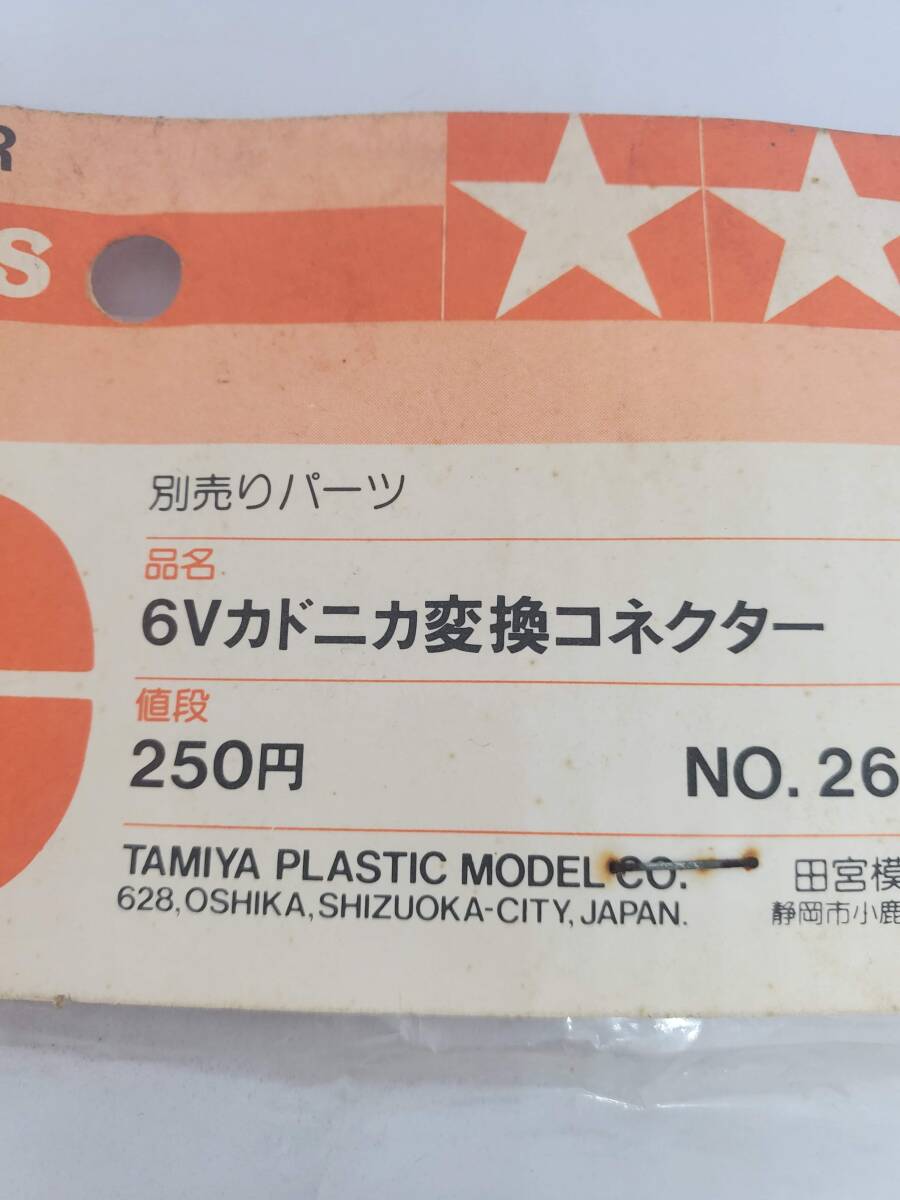 R
S
別売りパーツ
品名
6Vカドニカ変換コネクター
値段
250円 NO. 26
TAMIYA PLASTIC MODEL CO. 田宮模
628, OSHIKA, SHIZUOKA-CITY, JAPAN. 静岡市小鹿